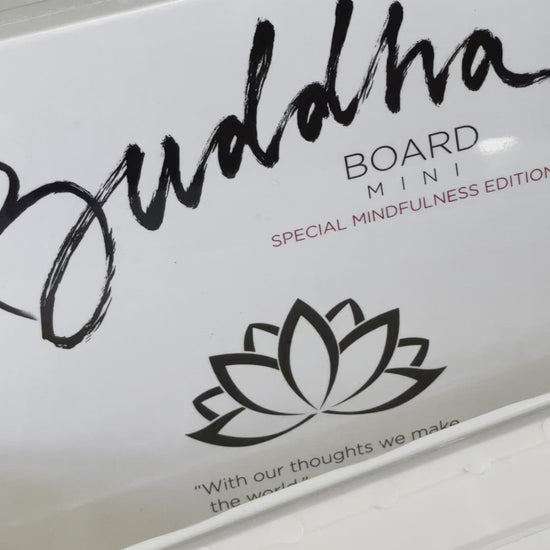 Buddha
BOARD
MINI
SPECIAL MINDFULNESS EDITION
"With our thoughts we make
the world"